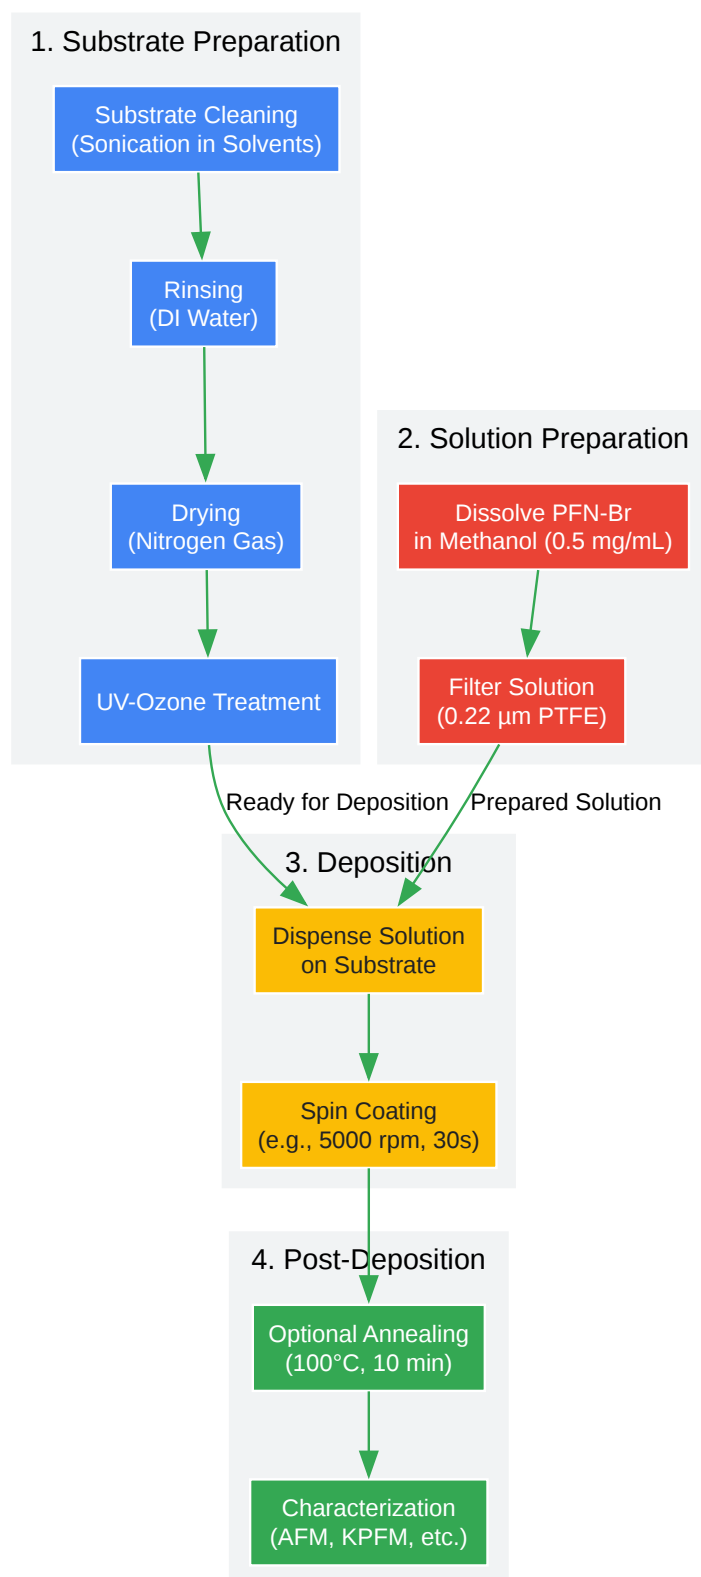 1. Substrate Preparation
Substrate Cleaning
(Sonication in Solvents)
Rinsing
(DI Water)
Drying
(Nitrogen Gas)
UV-Ozone Treatment
2. Solution Preparation
Dissolve PFN-Br
in Methanol (0.5 mg/mL)
Filter Solution
(0.22 µm PTFE)
Ready for Deposition
Prepared Solution
3. Deposition
Dispense Solution
on Substrate
Spin Coating
(e.g., 5000 rpm, 30s)
4. Post-Deposition
Optional Annealing
(100°C, 10 min)
Characterization
(AFM, KPFM, etc.)